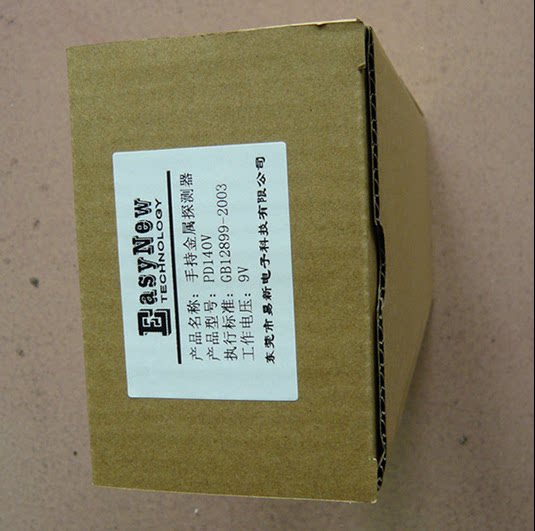 EasyNew
TECHNOLOGY
产品名称: 手持金属探测器
产品型号: PD140V
执行标准: GB12899-2003
工作电压: 9V
东莞市易新电子科技有限公司